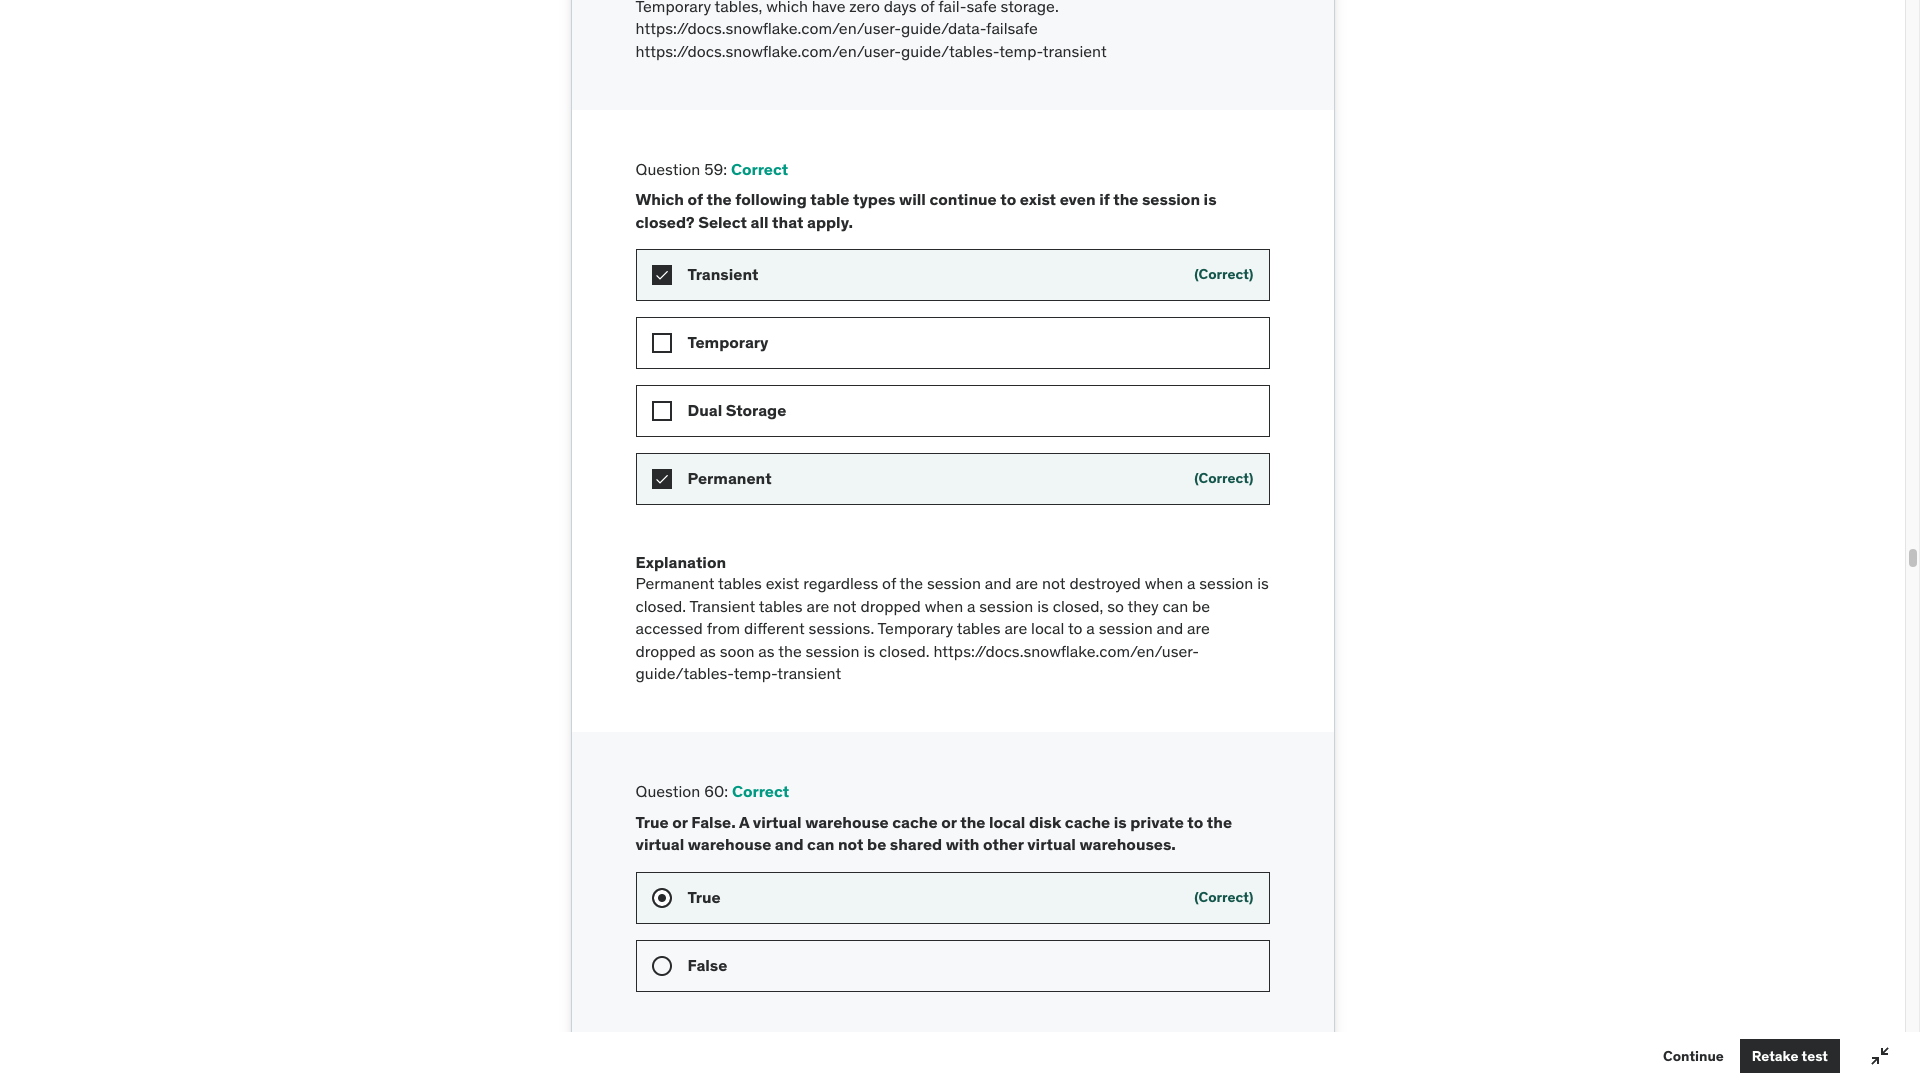 Temporary tables, which have zero days of fail-safe storage.
https://docs.snowflake.com/en/user-guide/data-failsafe
https://docs.snowflake.com/en/user-guide/tables-temp-transient
Question 59: Correct
Which of the following table types will continue to exist even if the session is
closed? Select all that apply.
Transient (Correct)
Temporary
Dual Storage
Permanent (Correct)
Explanation
Permanent tables exist regardless of the session and are not destroyed when a session is
closed. Transient tables are not dropped when a session is closed, so they can be
accessed from different sessions. Temporary tables are local to a session and are
dropped as soon as the session is closed. https://docs.snowflake.com/en/user-
guide/tables-temp-transient
Question 60: Correct
True or False. A virtual warehouse cache or the local disk cache is private to the
virtual warehouse and can not be shared with other virtual warehouses.
True (Correct)
False
Continue Retake test